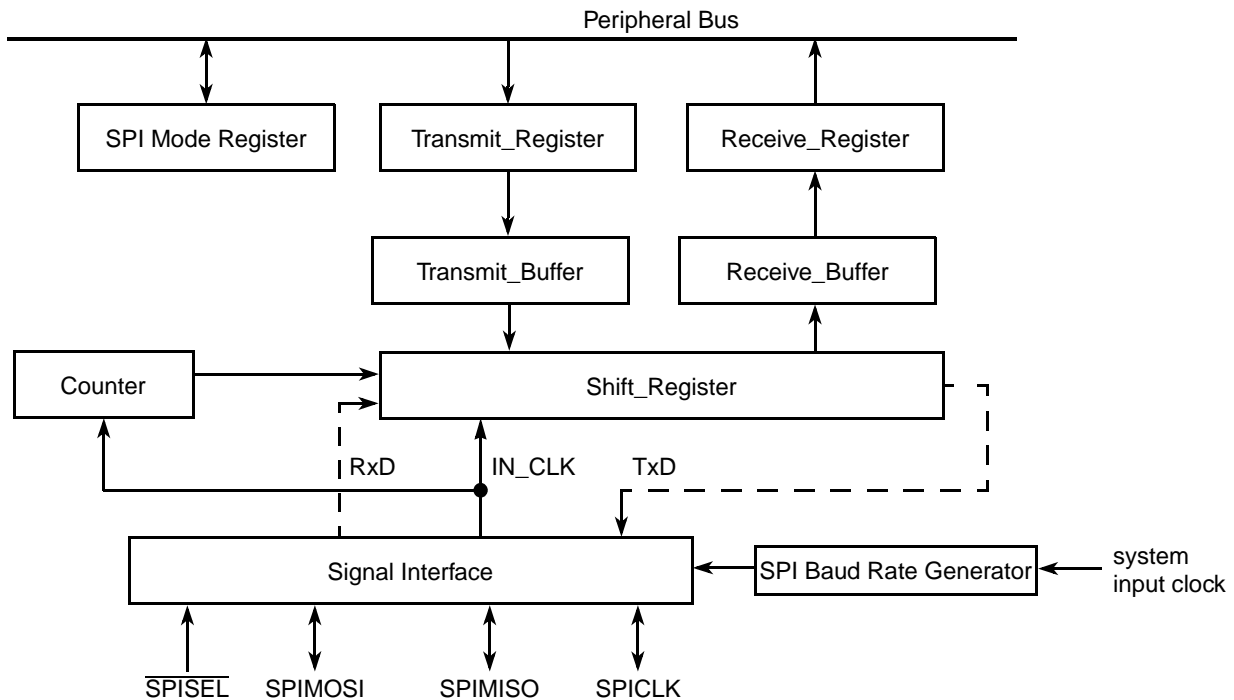 Peripheral Bus
SPI Mode Register
Transmit_Register
Receive_Register
Transmit_Buffer
Receive_Buffer
Counter
Shift_Register
RxD
IN_CLK
TxD
Signal Interface
SPI Baud Rate Generator
system
input clock
SPISEL
SPIMOSI
SPIMISO
SPICLK